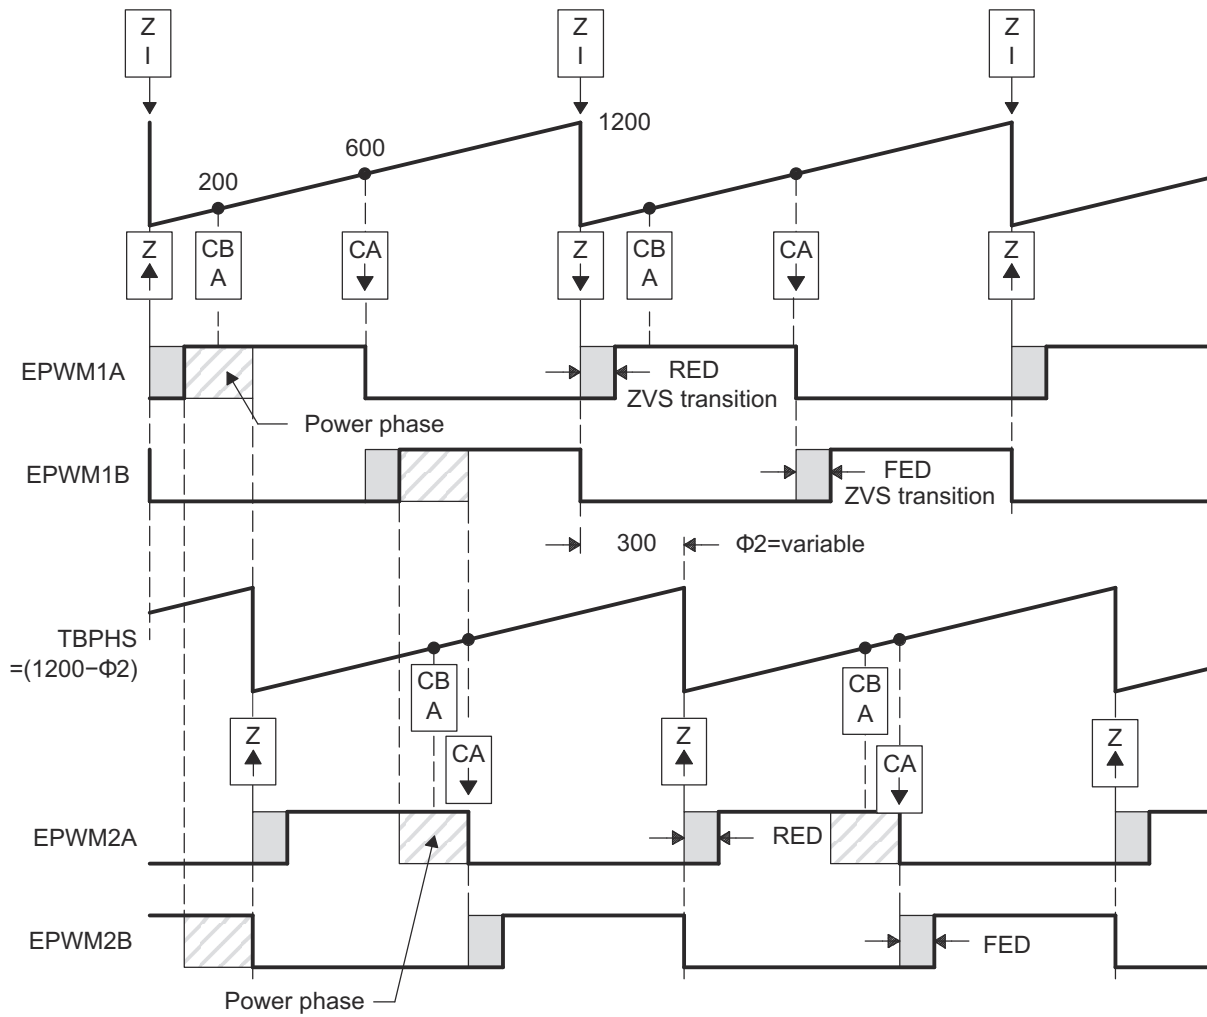 Z
I
Z
I
Z
I
1200
600
200
Z
CB
A
CA
Z
CB
A
CA
Z
EPWM1A
RED
ZVS transition
Power phase
EPWM1B
FED
ZVS transition
300
Φ2=variable
TBPHS
=(1200−Φ2)
CB
A
CB
A
Z
CA
Z
CA
Z
EPWM2A
RED
EPWM2B
FED
Power phase